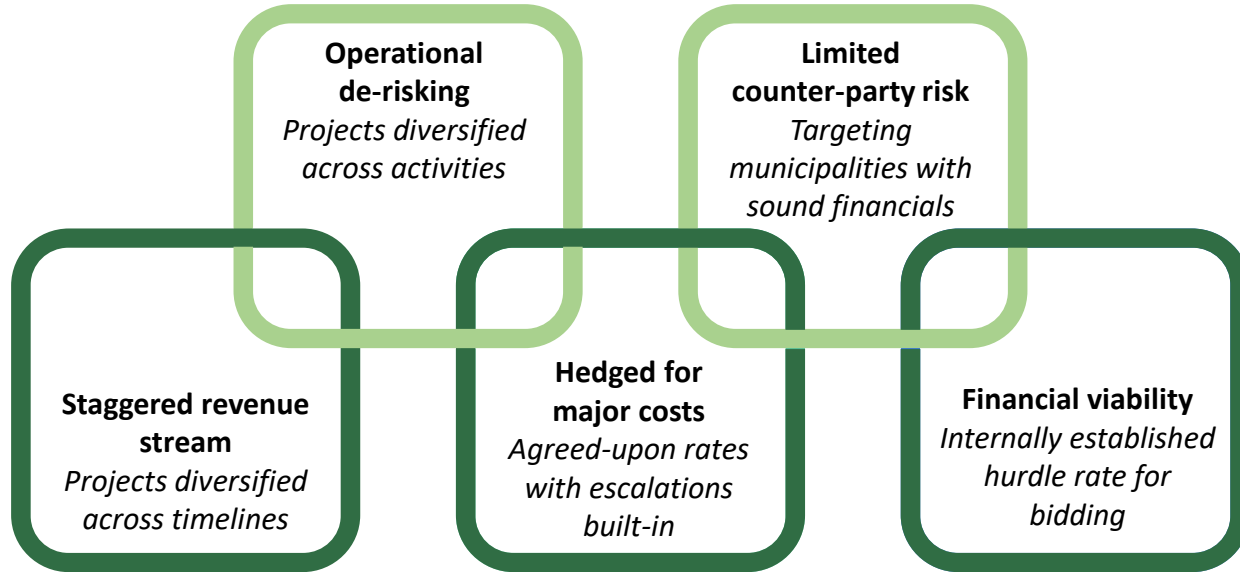 Operational
de-risking
Projects diversified
across activities
Limited
counter-party risk
Targeting
municipalities with
sound financials
Staggered revenue
stream
Projects diversified
across timelines
Hedged for
major costs
Agreed-upon rates
with escalations
built-in
Financial viability
Internally established
hurdle rate for
bidding